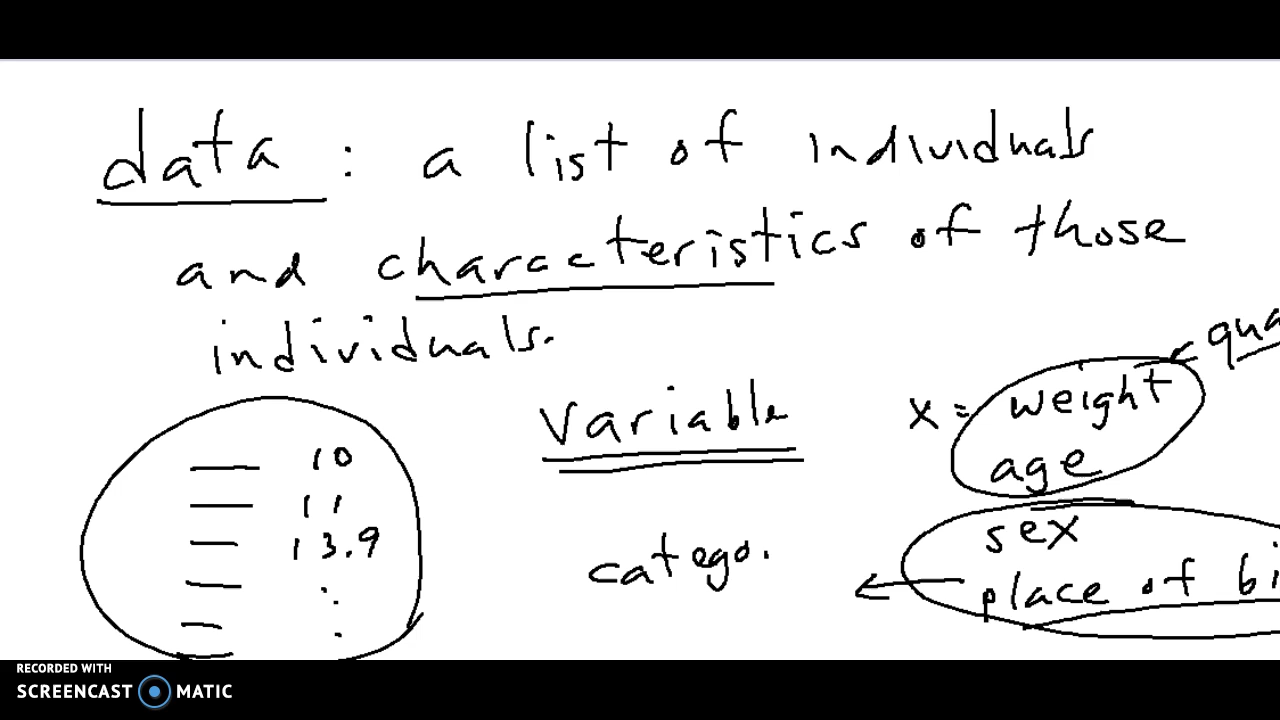 data : a list of individuals
and characteristics of those
individuals.
10
11
13.9
Variable
catego.
x = weight
age
qua
sex
place of bi
RECORDED WITH
SCREENCAST MATIC